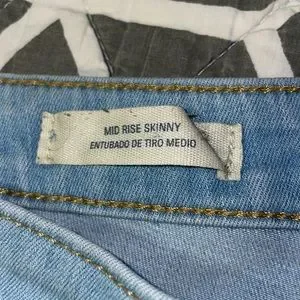 MID RISE SKINNY
ENTUBADO DE TIRO MEDIO